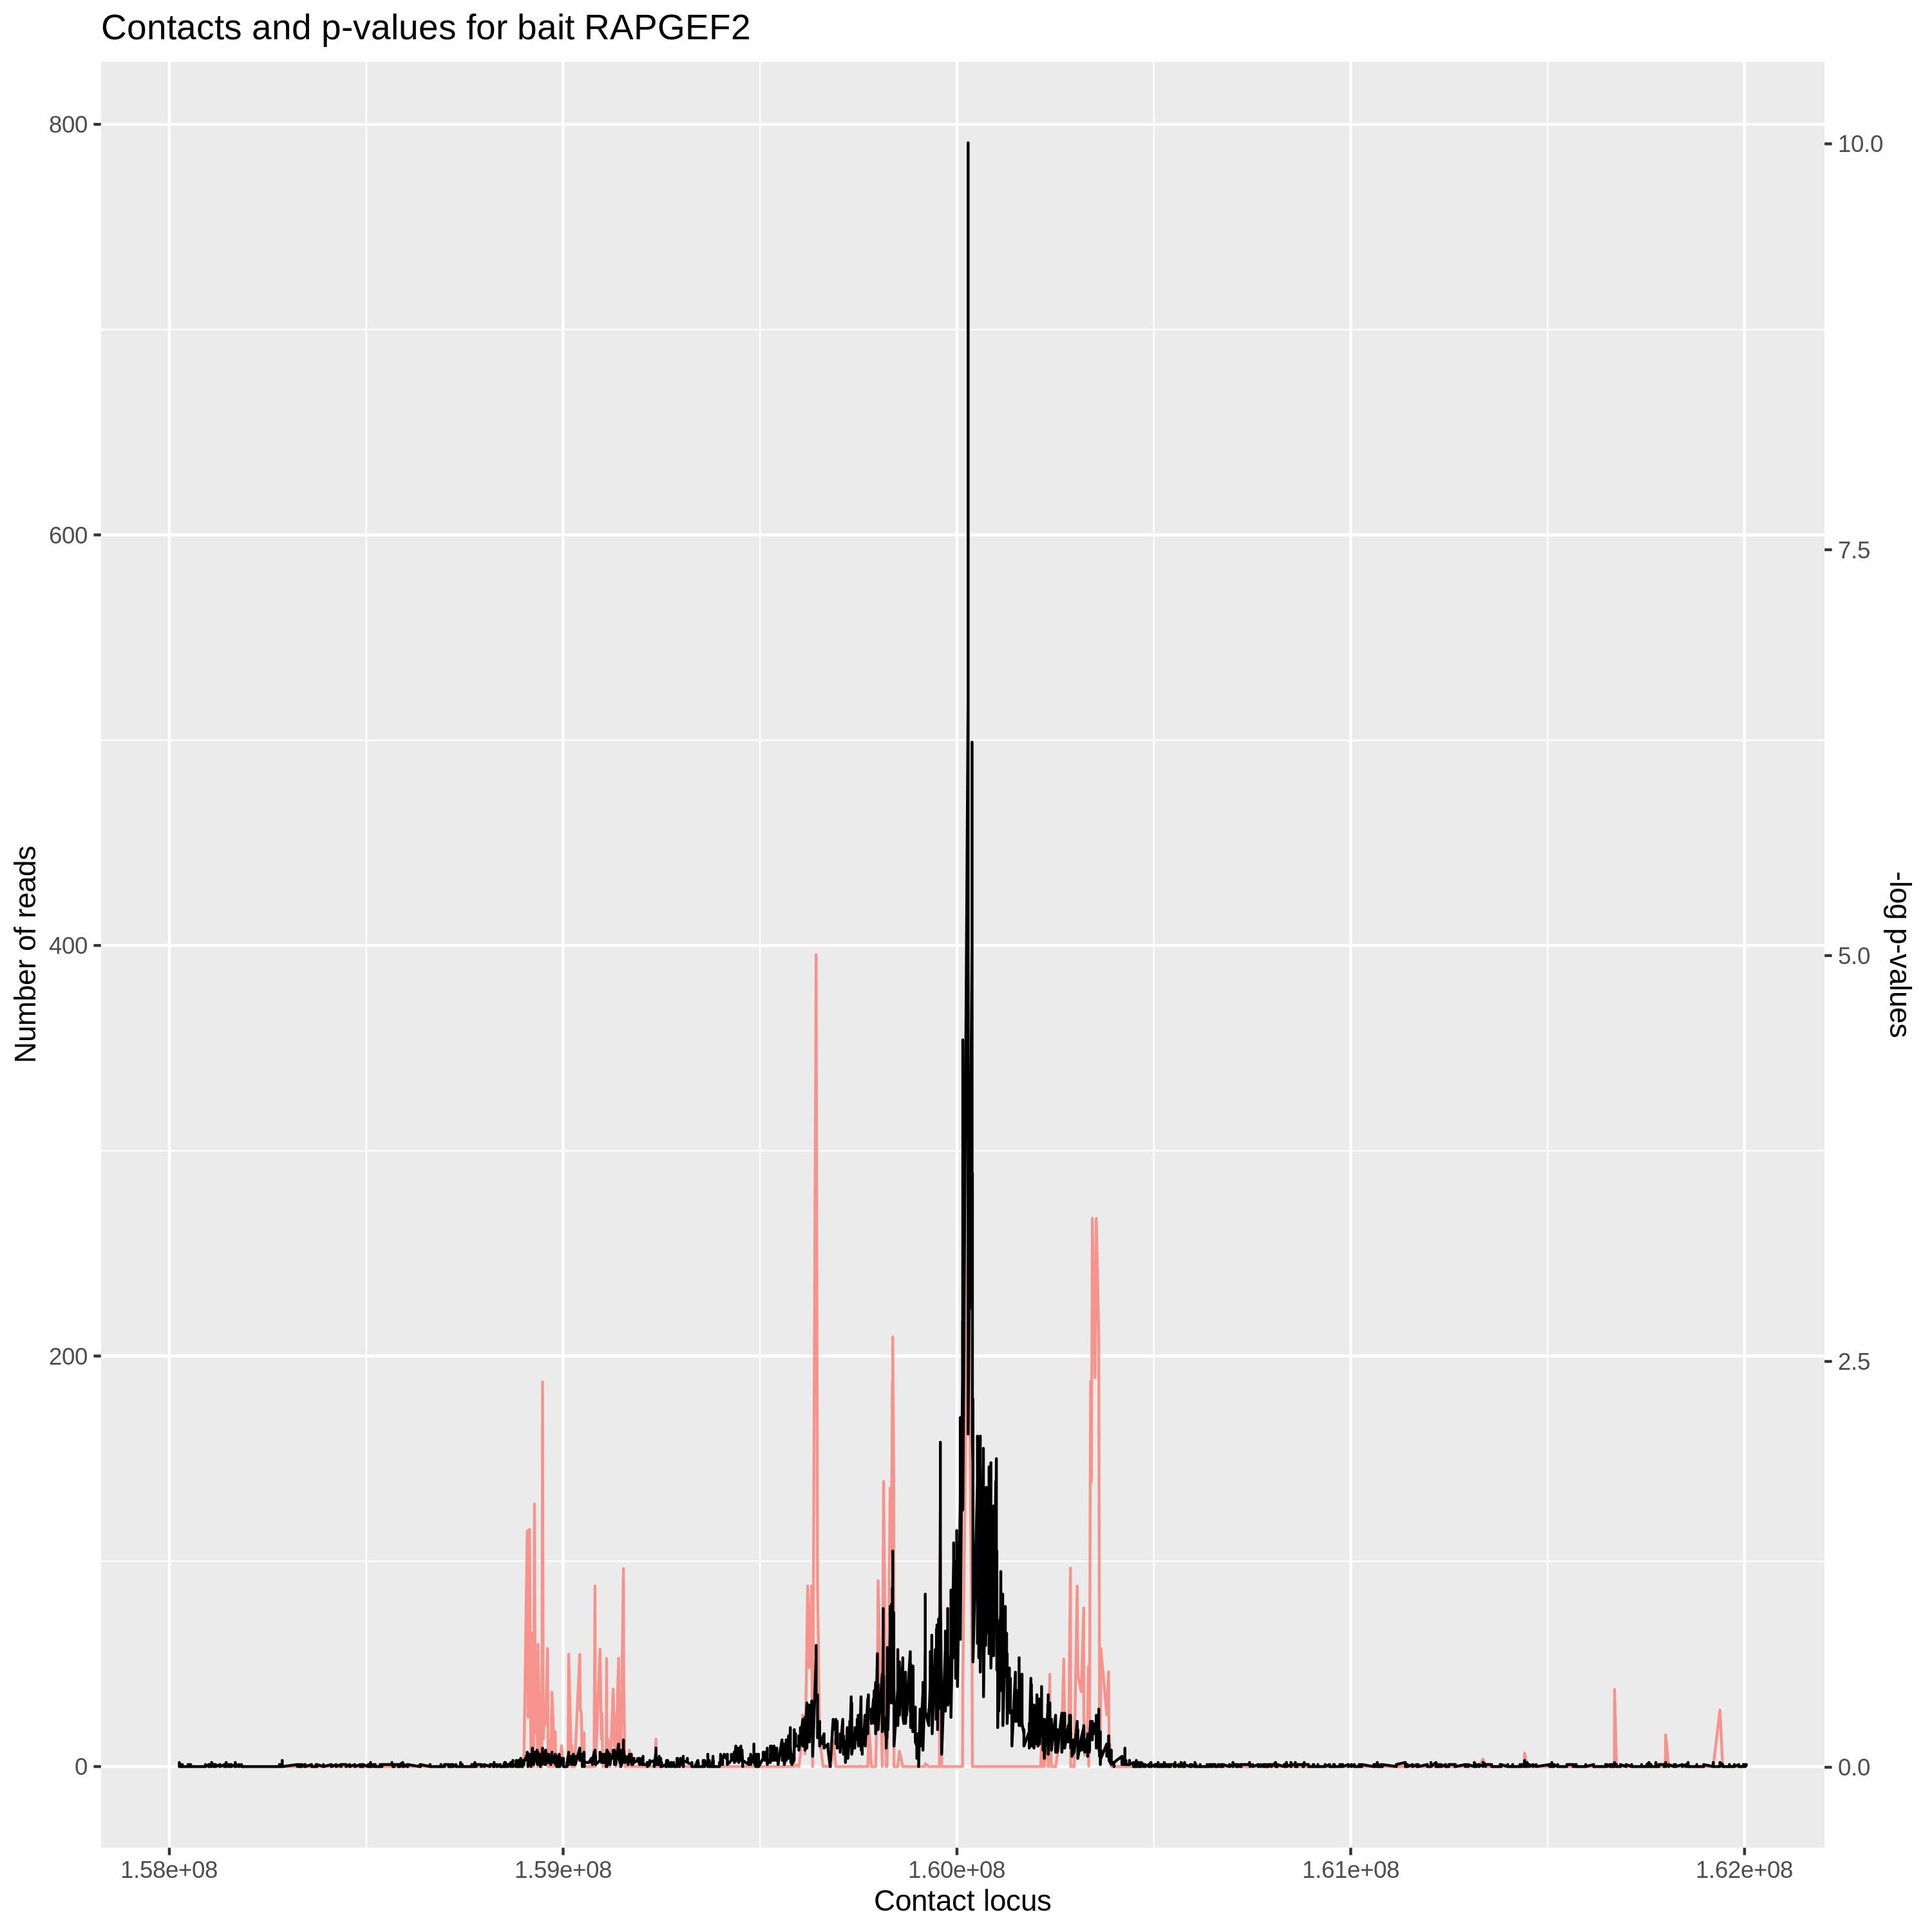 Contacts and p-values for bait RAPGEF2
800
600
400
200
0
Number of reads
10.0
7.5
5.0
2.5
0.0
-log p-values
1.58e+08 1.59e+08 1.60e+08 1.61e+08 1.62e+08
Contact locus